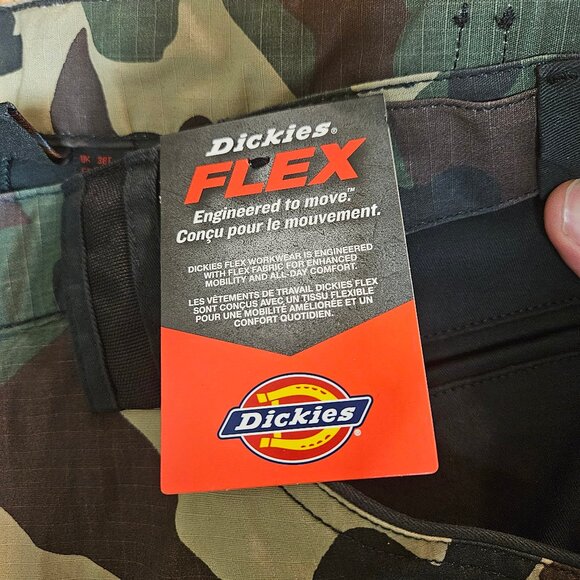 Dickies®
FLEX
Engineered to move.™
Conçu pour le mouvement.
DICKIES FLEX WORKWEAR IS ENGINEERED
WITH FLEX FABRIC FOR ENHANCED
MOBILITY AND ALL-DAY COMFORT.
LES VÊTEMENTS DE TRAVAIL DICKIES FLEX
SONT CONÇUS AVEC UN TISSU FLEXIBLE
POUR UNE MOBILITÉ AMÉLIORÉE ET UN
CONFORT QUOTIDIEN.
Dickies®